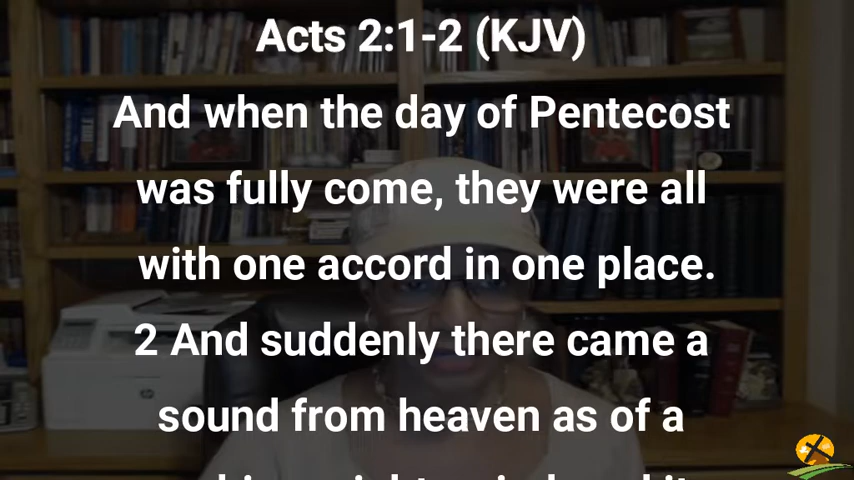 Acts 2:1-2 (KJV)
And when the day of Pentecost
was fully come, they were all
with one accord in one place.
2 And suddenly there came a
sound from heaven as of a